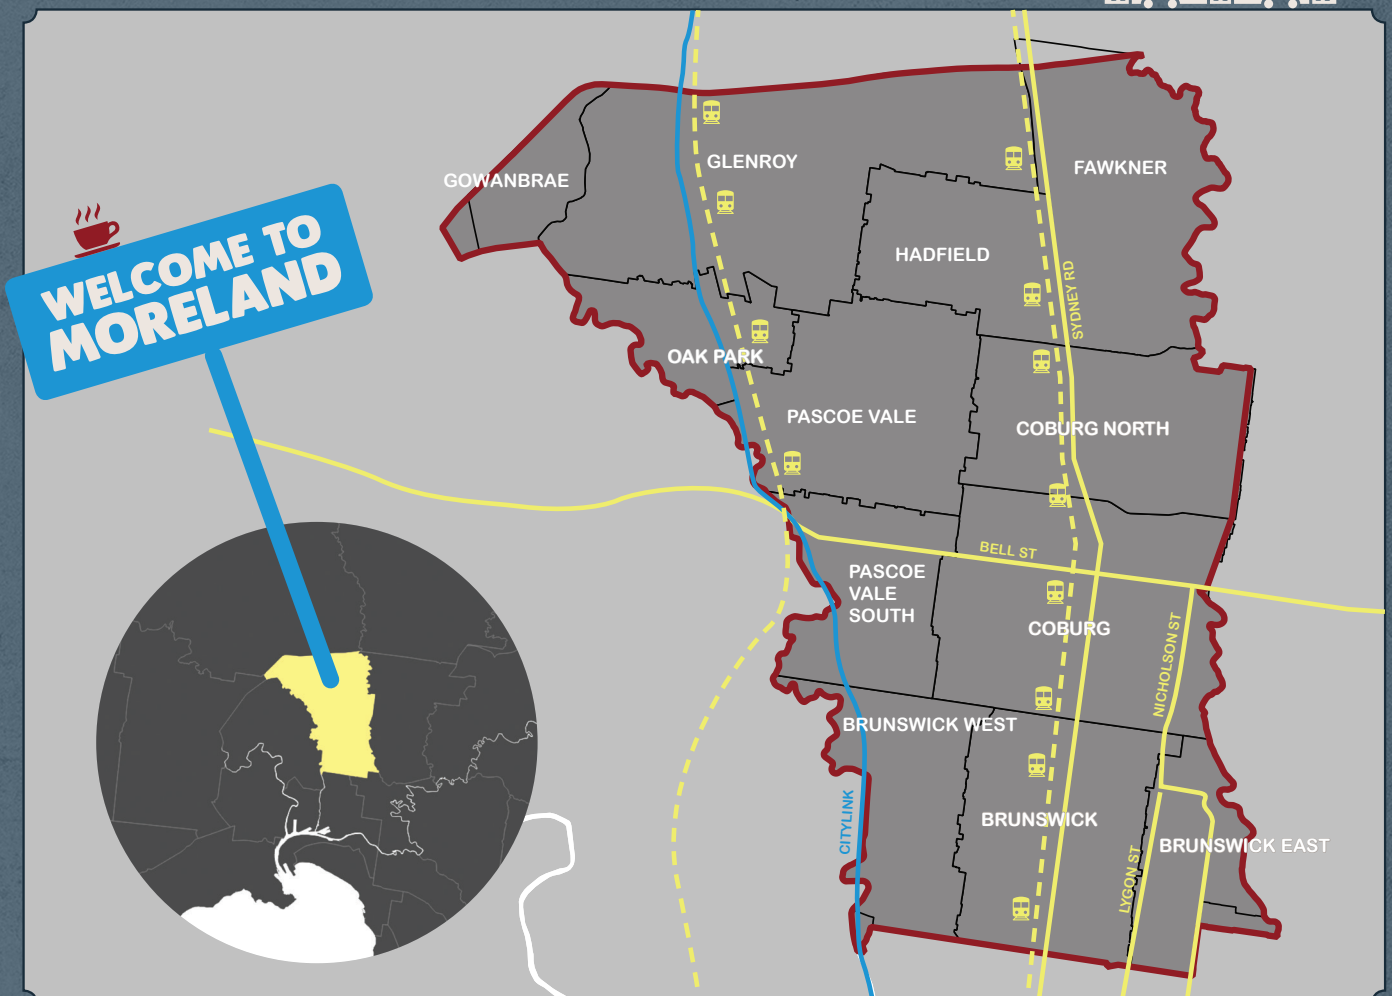 WELCOME TO
MORELAND
GOWANBRAE
GLENROY
FAWKNER
HADFIELD
SYDNEY RD
OAK PARK
PASCOE VALE
COBURG NORTH
BELL ST
PASCOE
VALE
SOUTH
COBURG
NICHOLSON ST
BRUNSWICK WEST
CITYLINK
BRUNSWICK
LYGON ST
BRUNSWICK EAST